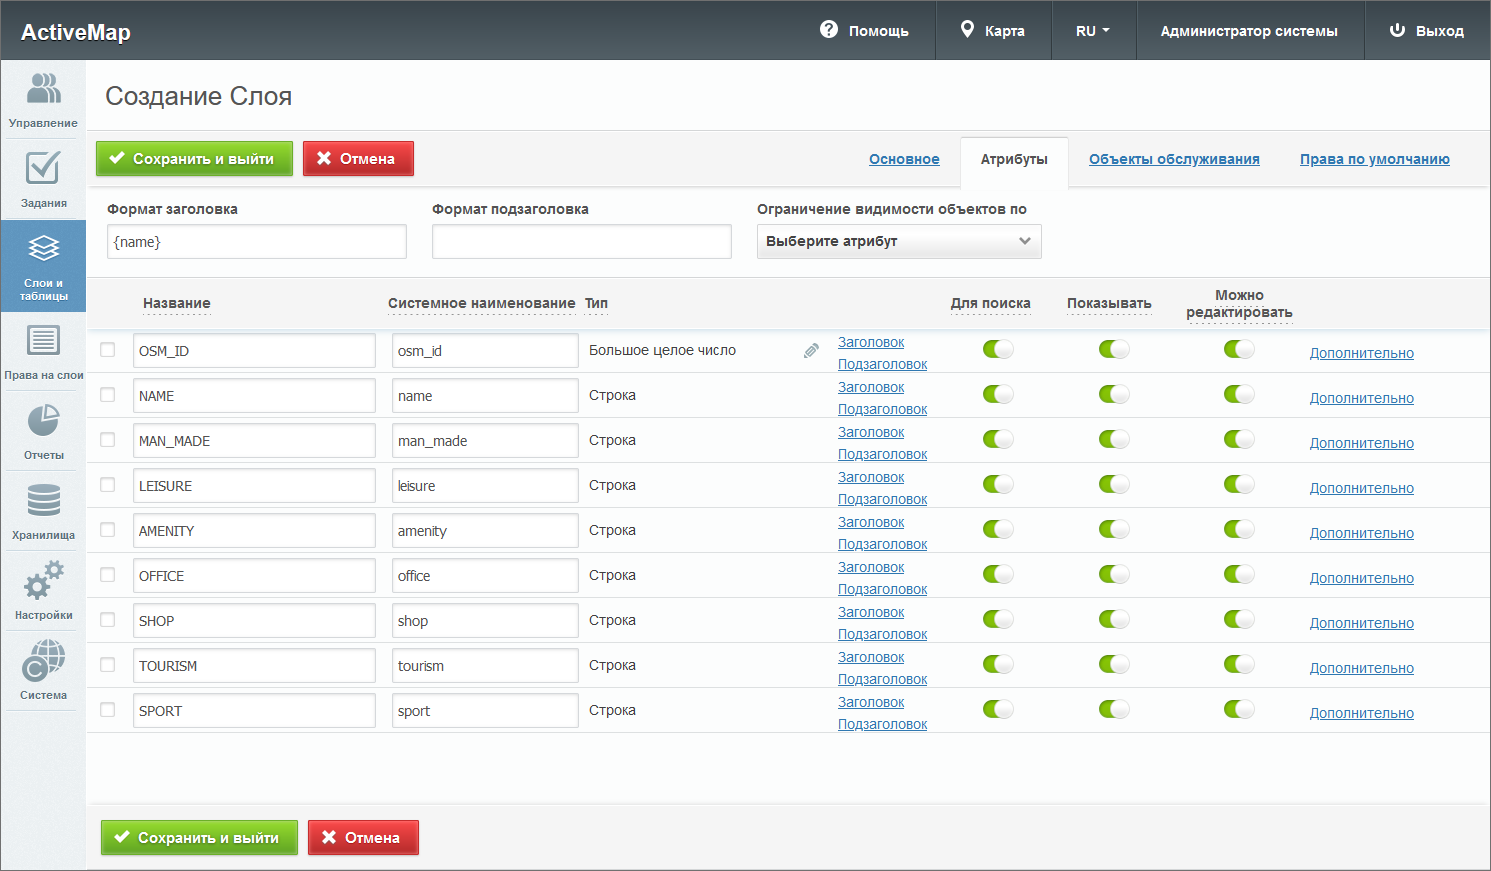 ActiveMap
Помощь
Карта
RU
Администратор системы
Выход
Управление
Задания
Слои и
таблицы
Права на слои
Отчеты
Хранилища
Настройки
Система
Создание Слоя
Сохранить и выйти
Отмена
Основное
Атрибуты
Объекты обслуживания
Права по умолчанию
Формат заголовка
Формат подзаголовка
Ограничение видимости объектов по
{name}
Выберите атрибут
Название
Системное наименование
Тип
Для поиска
Показывать
Можно
редактировать
OSM_ID
osm_id
Большое целое число
Заголовок
Подзаголовок
Дополнительно
NAME
name
Строка
Заголовок
Подзаголовок
Дополнительно
MAN_MADE
man_made
Строка
Заголовок
Подзаголовок
Дополнительно
LEISURE
leisure
Строка
Заголовок
Подзаголовок
Дополнительно
AMENITY
amenity
Строка
Заголовок
Подзаголовок
Дополнительно
OFFICE
office
Строка
Заголовок
Подзаголовок
Дополнительно
SHOP
shop
Строка
Заголовок
Подзаголовок
Дополнительно
TOURISM
tourism
Строка
Заголовок
Подзаголовок
Дополнительно
SPORT
sport
Строка
Заголовок
Подзаголовок
Дополнительно
Сохранить и выйти
Отмена